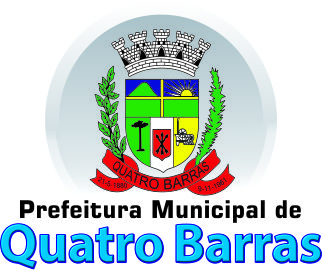 QUATRO BARRAS
Prefeitura Municipal de
Quatro Barras